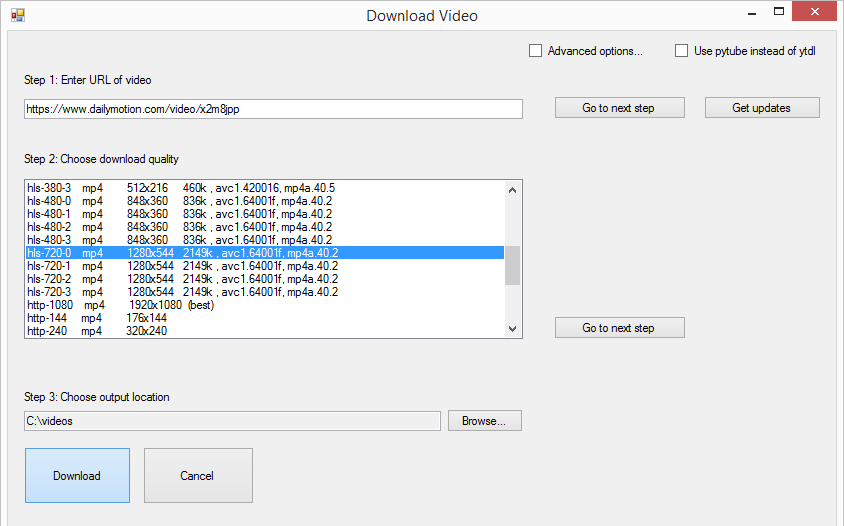 Download Video
Advanced options... Use pytube instead of ytdl
Step 1: Enter URL of video
https://www.dailymotion.com/video/x2m8jpp Go to next step Get updates
Step 2: Choose download quality
hls-380-3 mp4 512x216 460k , avc1.420016, mp4a.40.5
hls-480-0 mp4 848x360 836k , avc1.64001f, mp4a.40.2
hls-480-1 mp4 848x360 836k , avc1.64001f, mp4a.40.2
hls-480-2 mp4 848x360 836k , avc1.64001f, mp4a.40.2
hls-480-3 mp4 848x360 836k , avc1.64001f, mp4a.40.2
hls-720-0 mp4 1280x544 2149k , avc1.64001f, mp4a.40.2
hls-720-1 mp4 1280x544 2149k , avc1.64001f, mp4a.40.2
hls-720-2 mp4 1280x544 2149k , avc1.64001f, mp4a.40.2
hls-720-3 mp4 1280x544 2149k , avc1.64001f, mp4a.40.2
http-1080 mp4 1920x1080 (best)
http-144 mp4 176x144
http-240 mp4 320x240
Go to next step
Step 3: Choose output location
C:\videos Browse...
Download Cancel